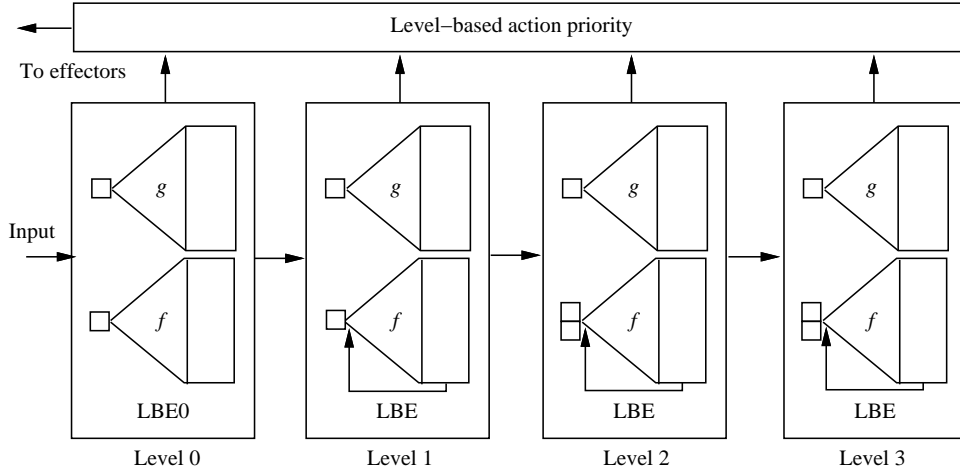 Level−based action priority
To effectors
g
g
g
g
Input
f
f
f
f
LBE0
LBE
LBE
LBE
Level 0
Level 1
Level 2
Level 3